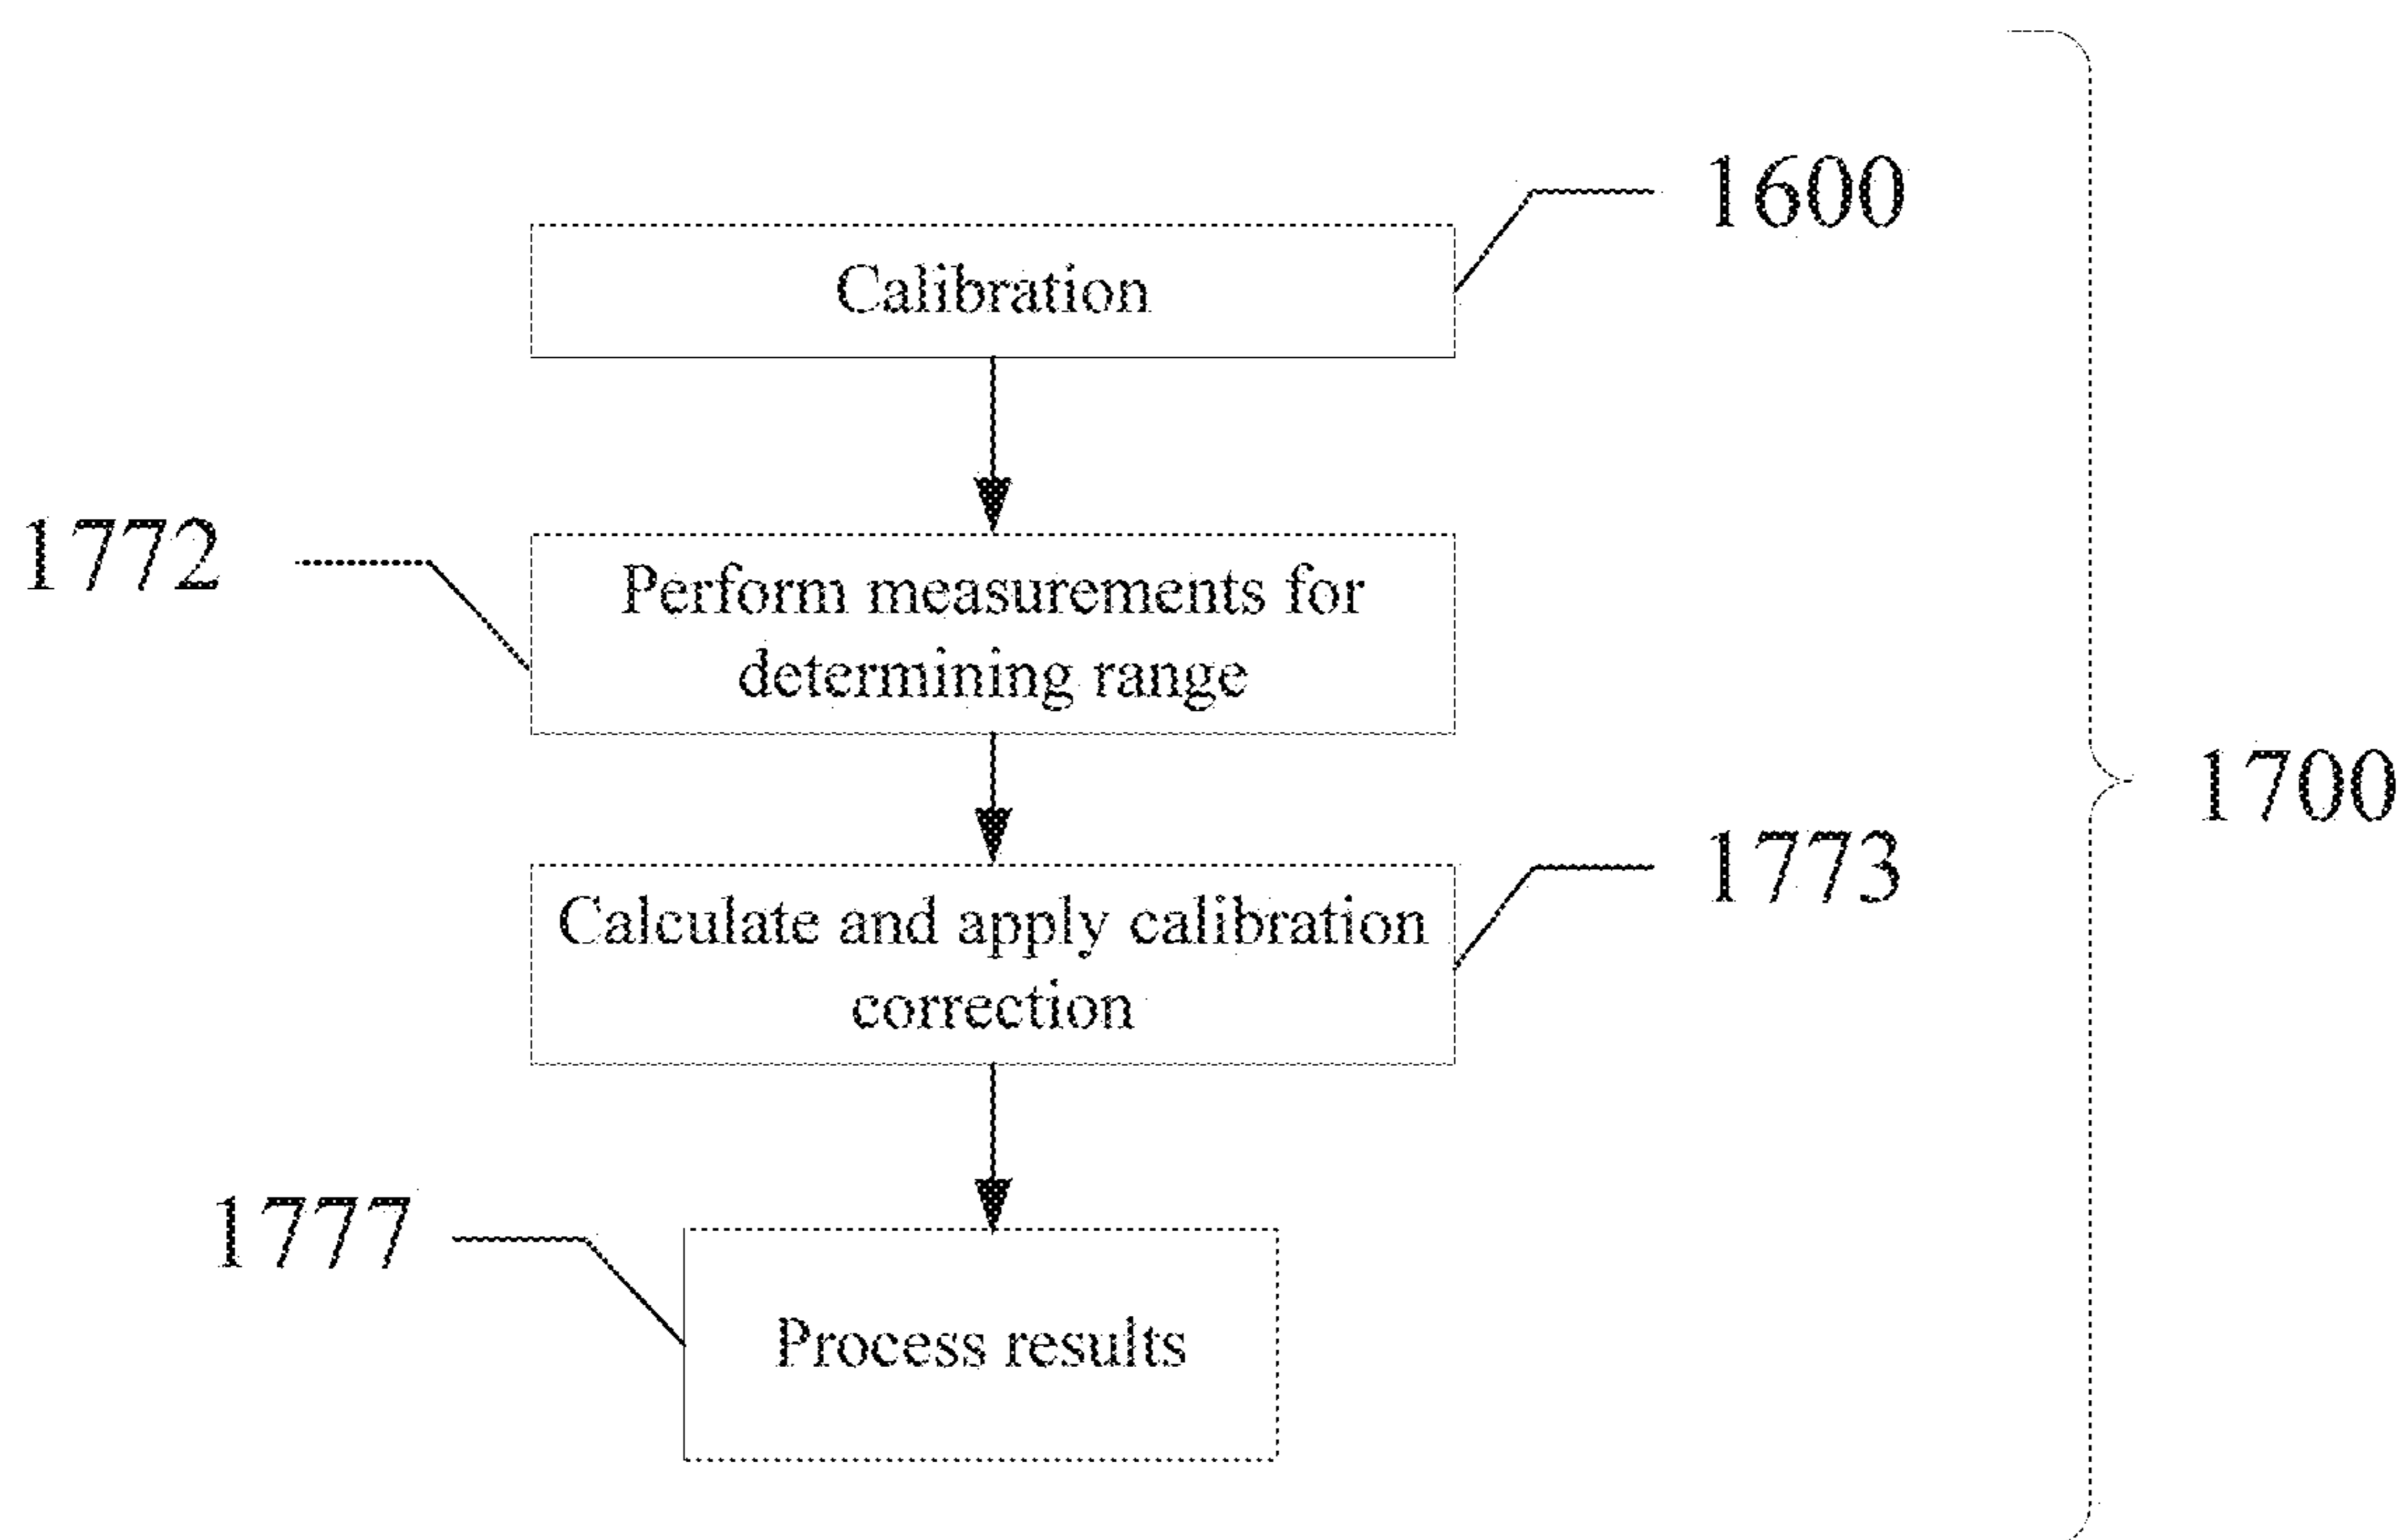 1600
Calibration
1772
Perform measurements for
determining range
1700
1773
Calculate and apply calibration
correction
1777
Process results